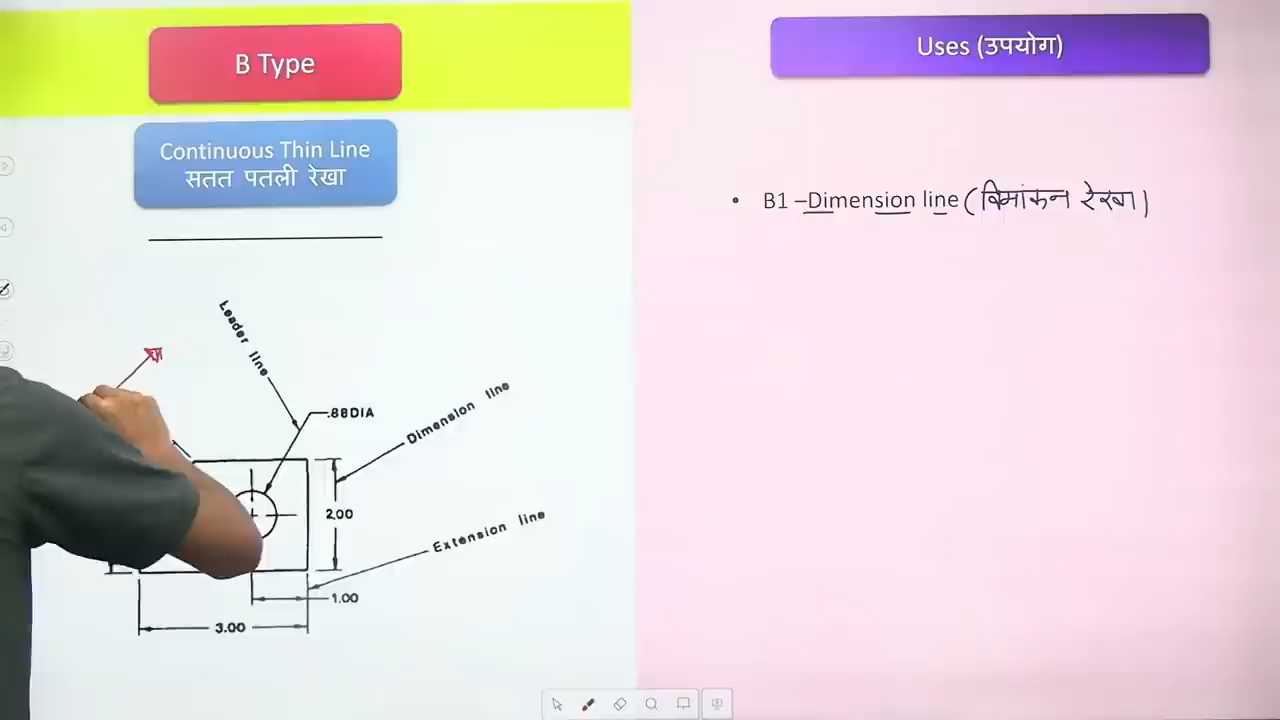 B Type
Continuous Thin Line
सतत पतली रेखा
Leader line
.88DIA
Dimension line
2.00
Extension line
1.00
3.00
Uses (उपयोग)
• B1 –Dimension line (विमांकन रेखा)